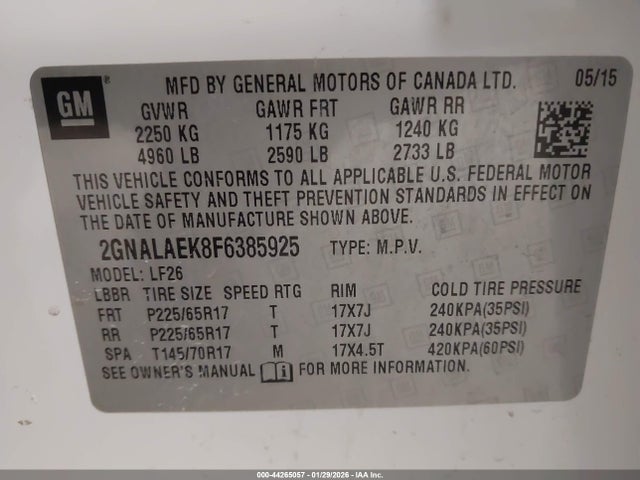 GM ®
MFD BY GENERAL MOTORS OF CANADA LTD. 05/15
GVWR GAWR FRT GAWR RR
2250 KG 1175 KG 1240 KG
4960 LB 2590 LB 2733 LB
THIS VEHICLE CONFORMS TO ALL APPLICABLE U.S. FEDERAL MOTOR
VEHICLE SAFETY AND THEFT PREVENTION STANDARDS IN EFFECT ON
THE DATE OF MANUFACTURE SHOWN ABOVE.
2GNALAEK8F6385925 TYPE: M.P.V.
MODEL: LF26
LBBR TIRE SIZE SPEED RTG RIM COLD TIRE PRESSURE
FRT P225/65R17 T 17X7J 240KPA(35PSI)
RR P225/65R17 T 17X7J 240KPA(35PSI)
SPA T145/70R17 M 17X4.5T 420KPA(60PSI)
SEE OWNER'S MANUAL FOR MORE INFORMATION.
000-44265057 - 01/29/2026 - IAA Inc.